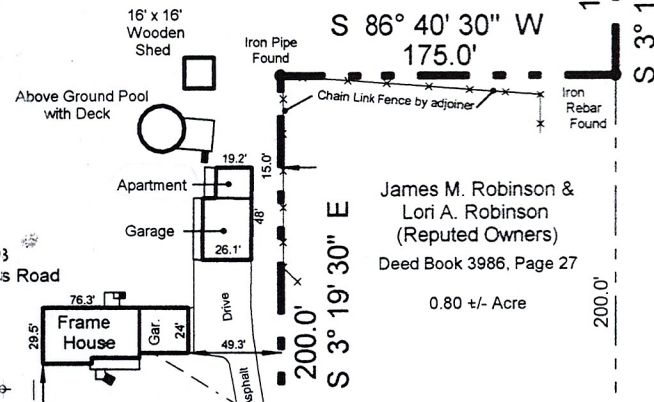 16' x 16'
Wooden
Shed
Iron Pipe
Found
S 86° 40' 30" W
175.0'
S 3° 1
Above Ground Pool
with Deck
Chain Link Fence by adjoiner
Iron
Rebar
Found
19.2'
15.0'
Apartment
48'
Garage
26.1'
James M. Robinson &
Lori A. Robinson
(Reputed Owners)
Deed Book 3986, Page 27
0.80 +/- Acre
s Road
76.3'
Frame
House
29.5'
Gar.
24'
Drive
49.3'
Asphalt
200.0'
S 3° 19' 30" E
200.0'